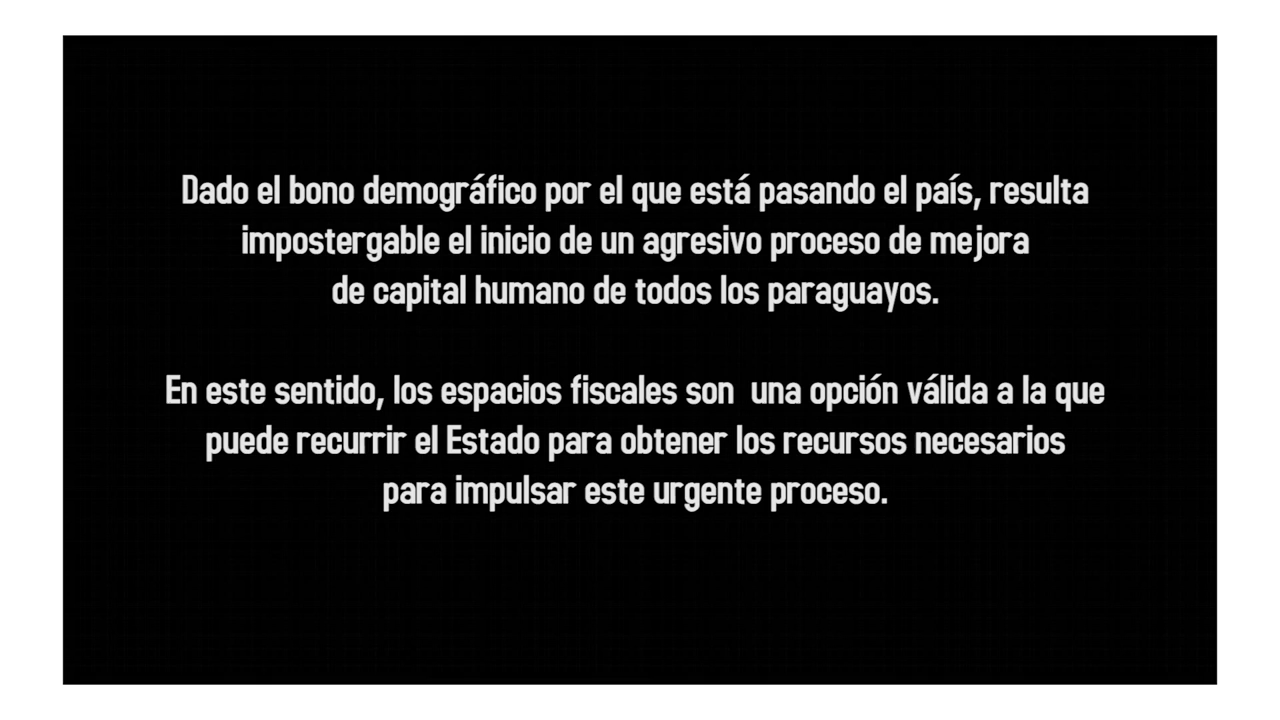 Dado el bono demográfico por el que está pasando el país, resulta
impostergable el inicio de un agresivo proceso de mejora
de capital humano de todos los paraguayos.
En este sentido, los espacios fiscales son  una opción válida a la que
puede recurrir el Estado para obtener los recursos necesarios
para impulsar este urgente proceso.